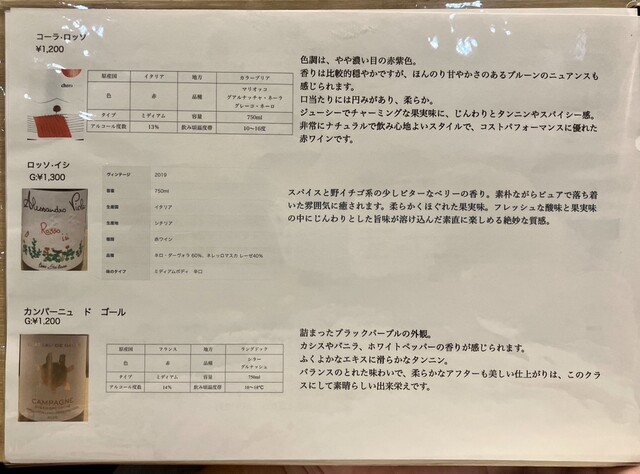 コーラ・ロッソ
¥1,200
原産国 イタリア 地方 カラーブリア
色 赤 品種 マリオッコ
グアルナッチャ・ネーラ
グレーコ・ネーロ
タイプ ミディアム 容量 750ml
アルコール度数 13% 飲み頃温度帯 10～16度
色調は、やや濃い目の赤紫色。
香りは比較的穏やかですが、ほんのり甘やかさのあるプルーンのニュアンスも
感じられます。
口当たりには円みがあり、柔らか。
ジューシーでチャーミングな果実味に、じんわりとタンニンやスパイシー感。
非常にナチュラルで飲み心地よいスタイルで、コストパフォーマンスに優れた
赤ワインです。
ロッソ・イシ
G:¥1,300
Alessandro Viola
Rosso
ヴィンテージ 2019
容量 750ml
生産国 イタリア
生産地 シチリア
種類 赤ワイン
品種 ネロ・ダーヴォラ 60%、ネレッロマスカレーゼ40%
味のタイプ ミディアムボディ 辛口
スパイスと野イチゴ系の少しビターなベリーの香り。素朴ながらピュアで落ち着
いた雰囲気に癒されます。柔らかくほぐれた果実味。フレッシュな酸味と果実味
の中にじんわりとした旨味が溶け込んだ素直に楽しめる絶妙な質感。
カンパーニュ ド ゴール
G:¥1,200
CAMPAGNE
原産国 フランス 地方 ラングドック
色 赤 品種 シラー
グルナッシュ
タイプ ミディアム 容量 750ml
アルコール度数 14% 飲み頃温度帯 16～18℃
詰まったブラックパープルの外観。
カシスやバニラ、ホワイトペッパーの香りが感じられます。
ふくよかなエキスに滑らかなタンニン。
バランスのとれた味わいで、柔らかなアフターも美しい仕上がりは、このクラ
スにして素晴らしい出来栄えです。